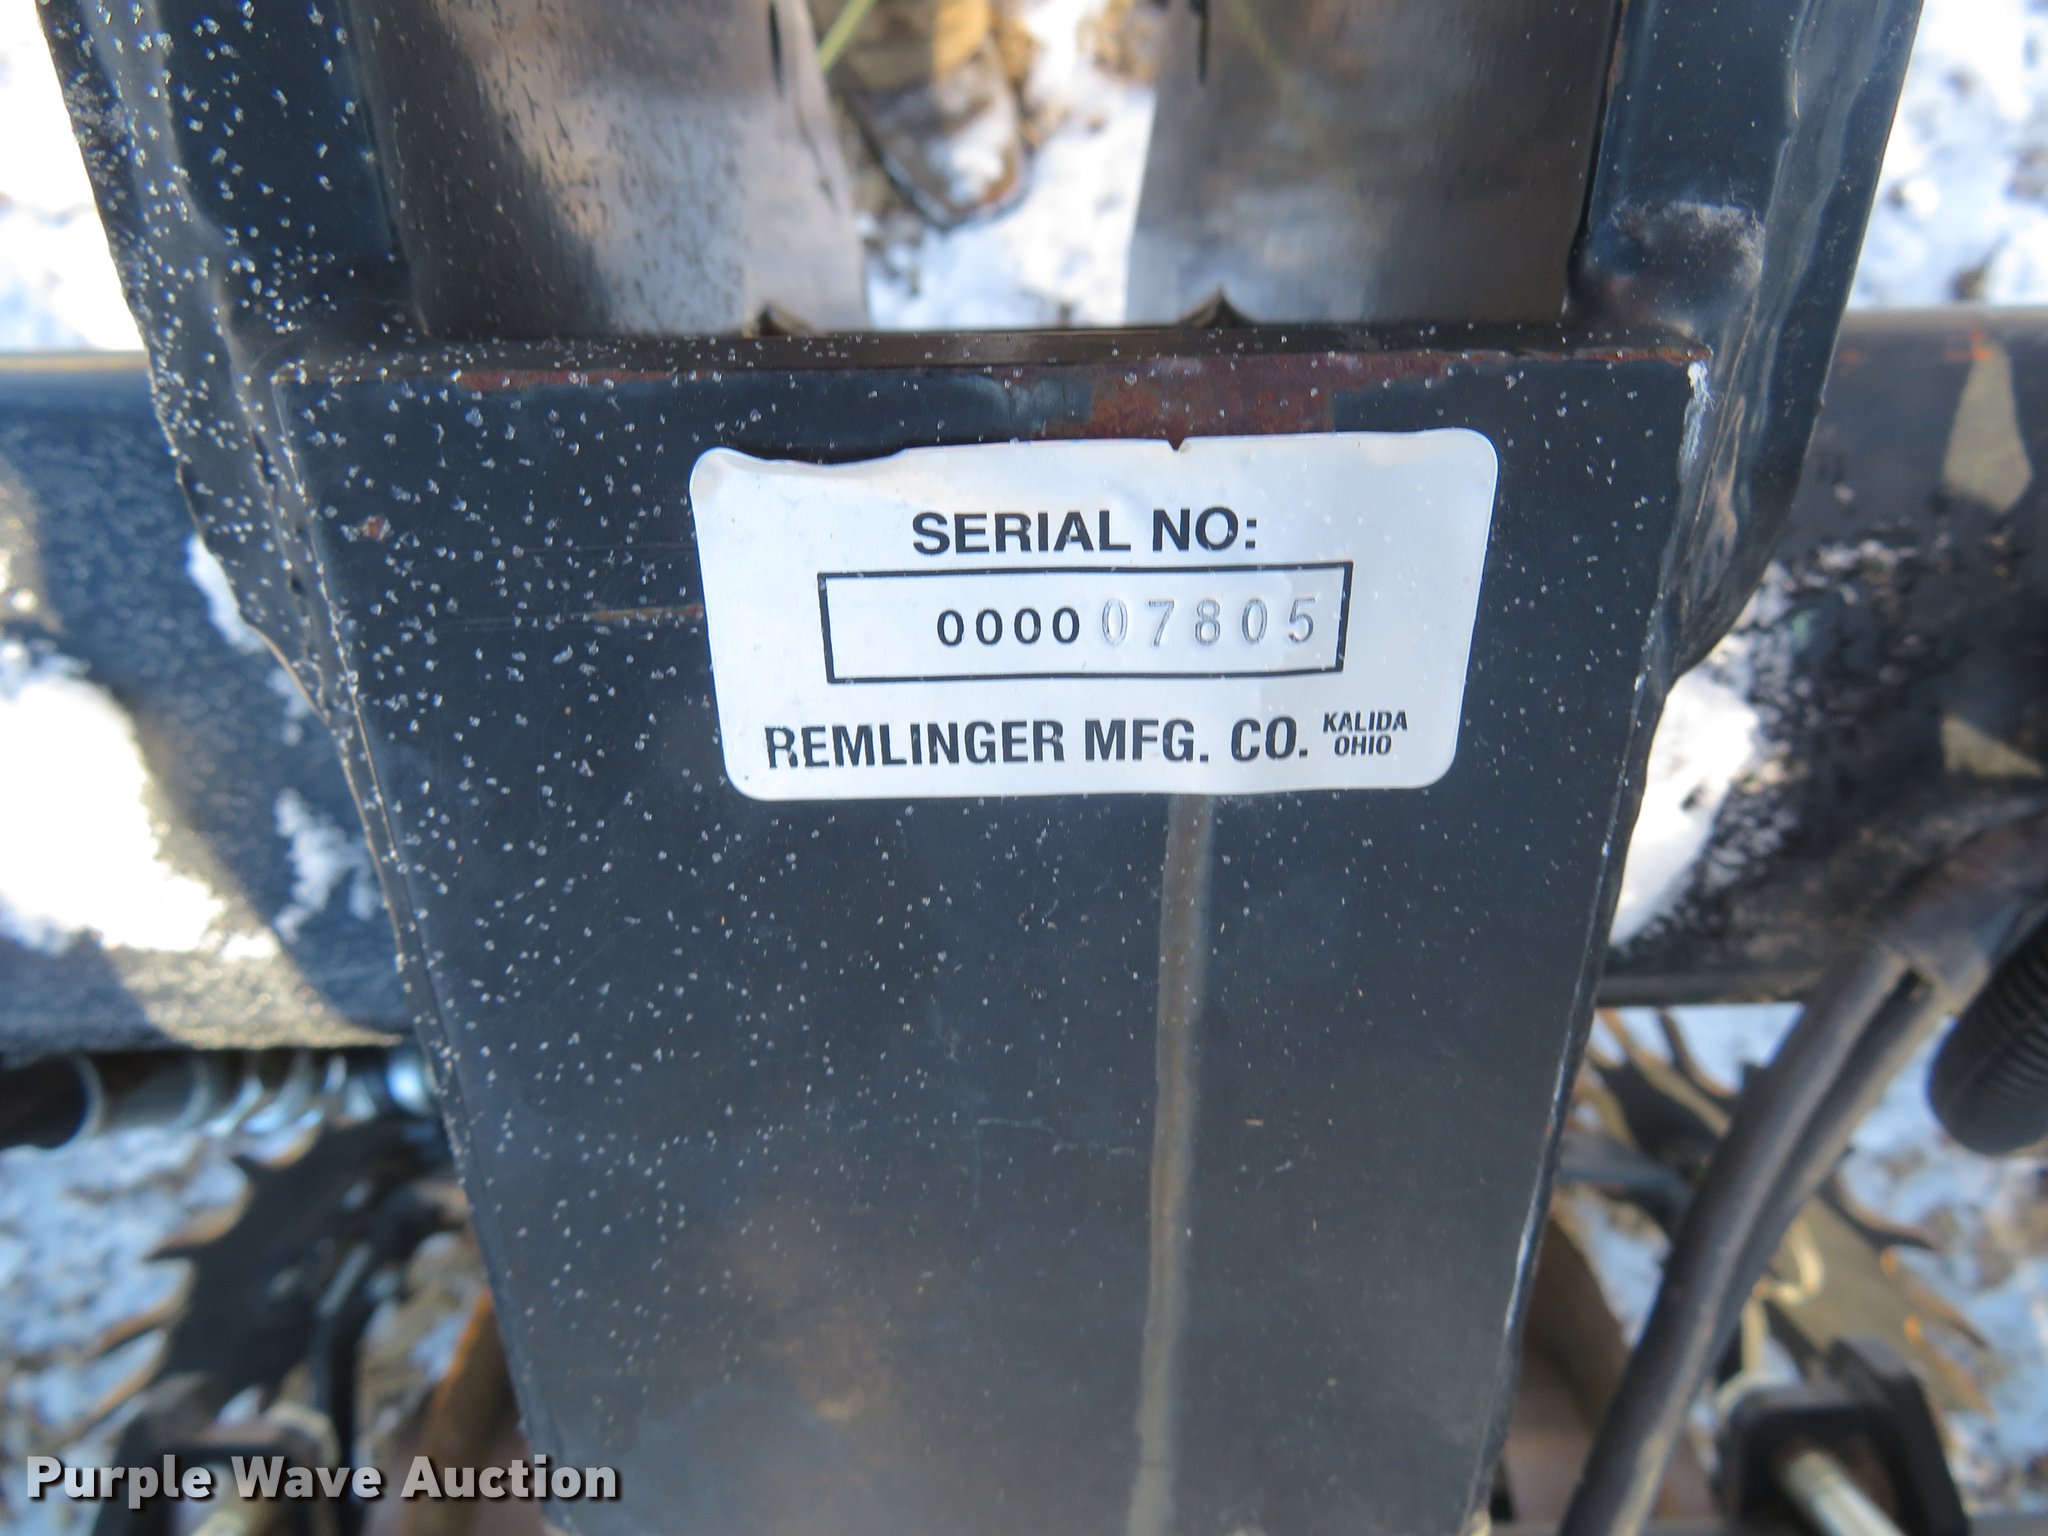 SERIAL NO:
000007805
REMLINGER MFG. CO. KALIDA OHIO
Purple Wave Auction